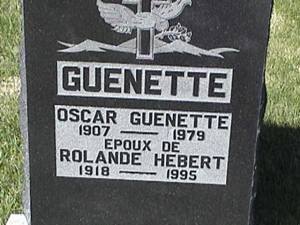 GUENETTE
OSCAR GUENETTE
1907 — 1979
EPOUX DE
ROLANDE HEBERT
1918 — 1995